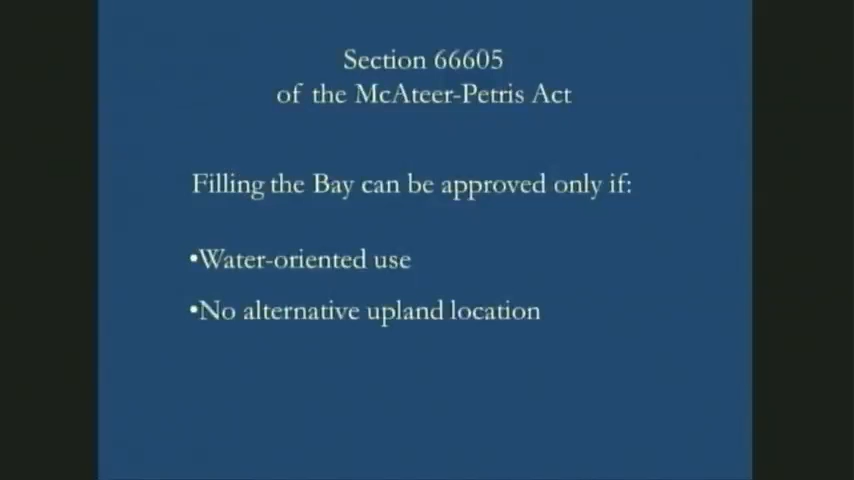 Section 66605
of the McAteer-Petris Act
Filling the Bay can be approved only if:
•Water-oriented use
•No alternative upland location